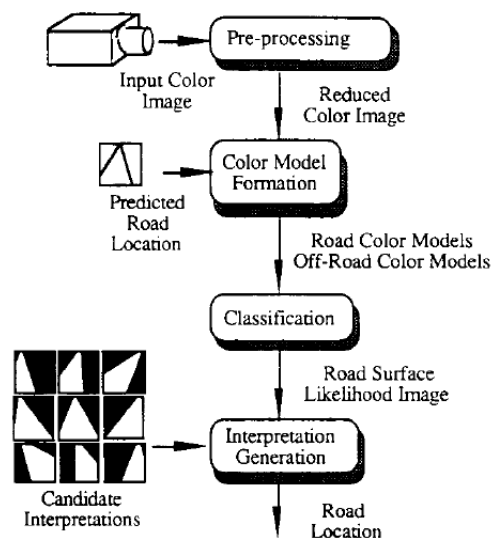 Pre-processing
Input Color
Image
Reduced
Color Image
Color Model
Formation
Predicted
Road
Location
Road Color Models
Off-Road Color Models
Classification
Road Surface
Likelihood Image
Interpretation
Generation
Candidate
Interpretations
Road
Location